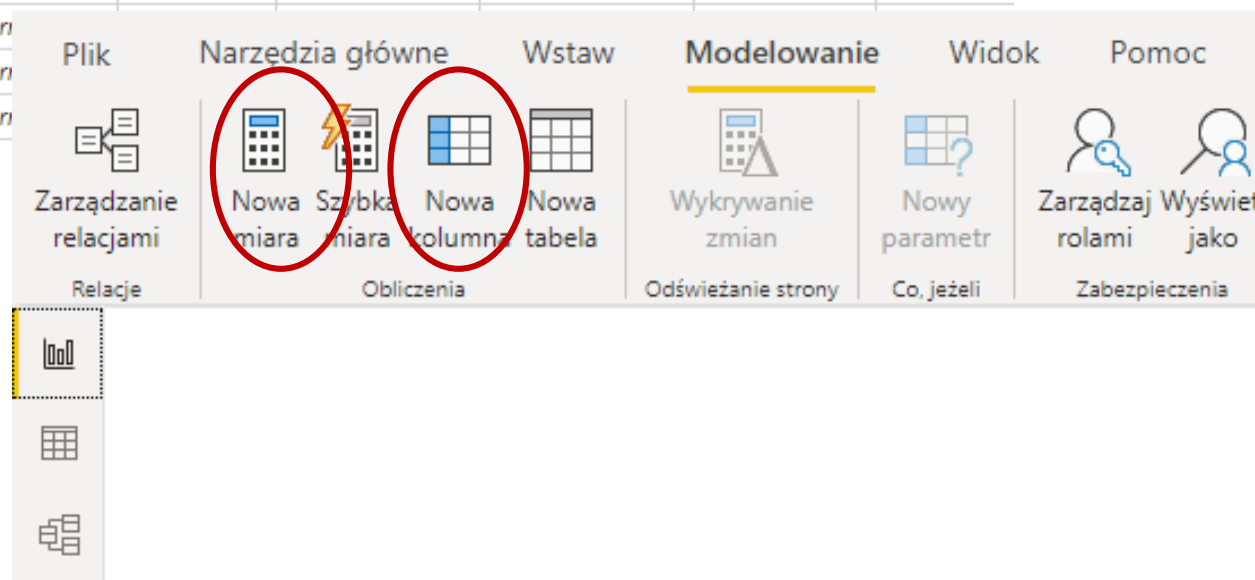 Plik Narzędzia główne Wstaw Modelowanie Widok Pomoc
Zarządzanie relacjami
Nowa miara
Szybka miara
Nowa kolumna
Nowa tabela
Wykrywanie zmian
Nowy parametr
Zarządzaj rolami
jako
Relacje
Obliczenia
Odświeżanie strony
Co, jeżeli
Zabezpieczenia